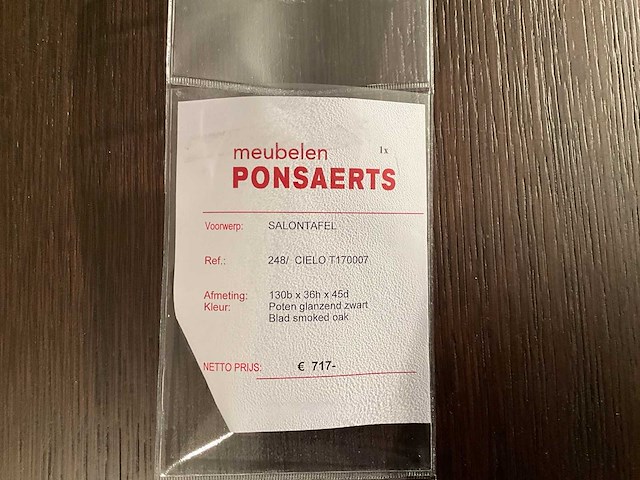 meubelen 1x
PONSAERTS
Voorwerp: SALONTAFEL
Ref.: 248/ CIELO T170007
Afmeting: 130b x 36h x 45d
Kleur: Poten glanzend zwart
Blad smoked oak
NETTO PRIJS: € 717-